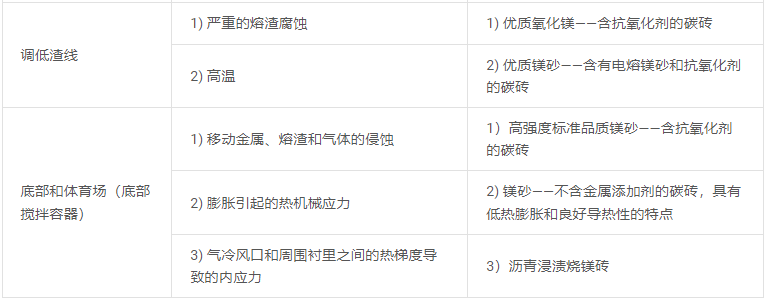 调低渣线
1) 严重的熔渣腐蚀
1) 优质氧化镁——含抗氧化剂的碳砖
2) 高温
2) 优质镁砂——含有电熔镁砂和抗氧化剂
的碳砖
底部和体育场（底部
搅拌容器）
1) 移动金属、熔渣和气体的侵蚀
1）高强度标准品质镁砂——含抗氧化剂
的碳砖
2) 膨胀引起的热机械应力
2) 镁砂——不含金属添加剂的碳砖，具有
低热膨胀和良好导热性的特点
3) 气冷风口和周围衬里之间的热梯度导
致的内应力
3）沥青浸渍烧镁砖